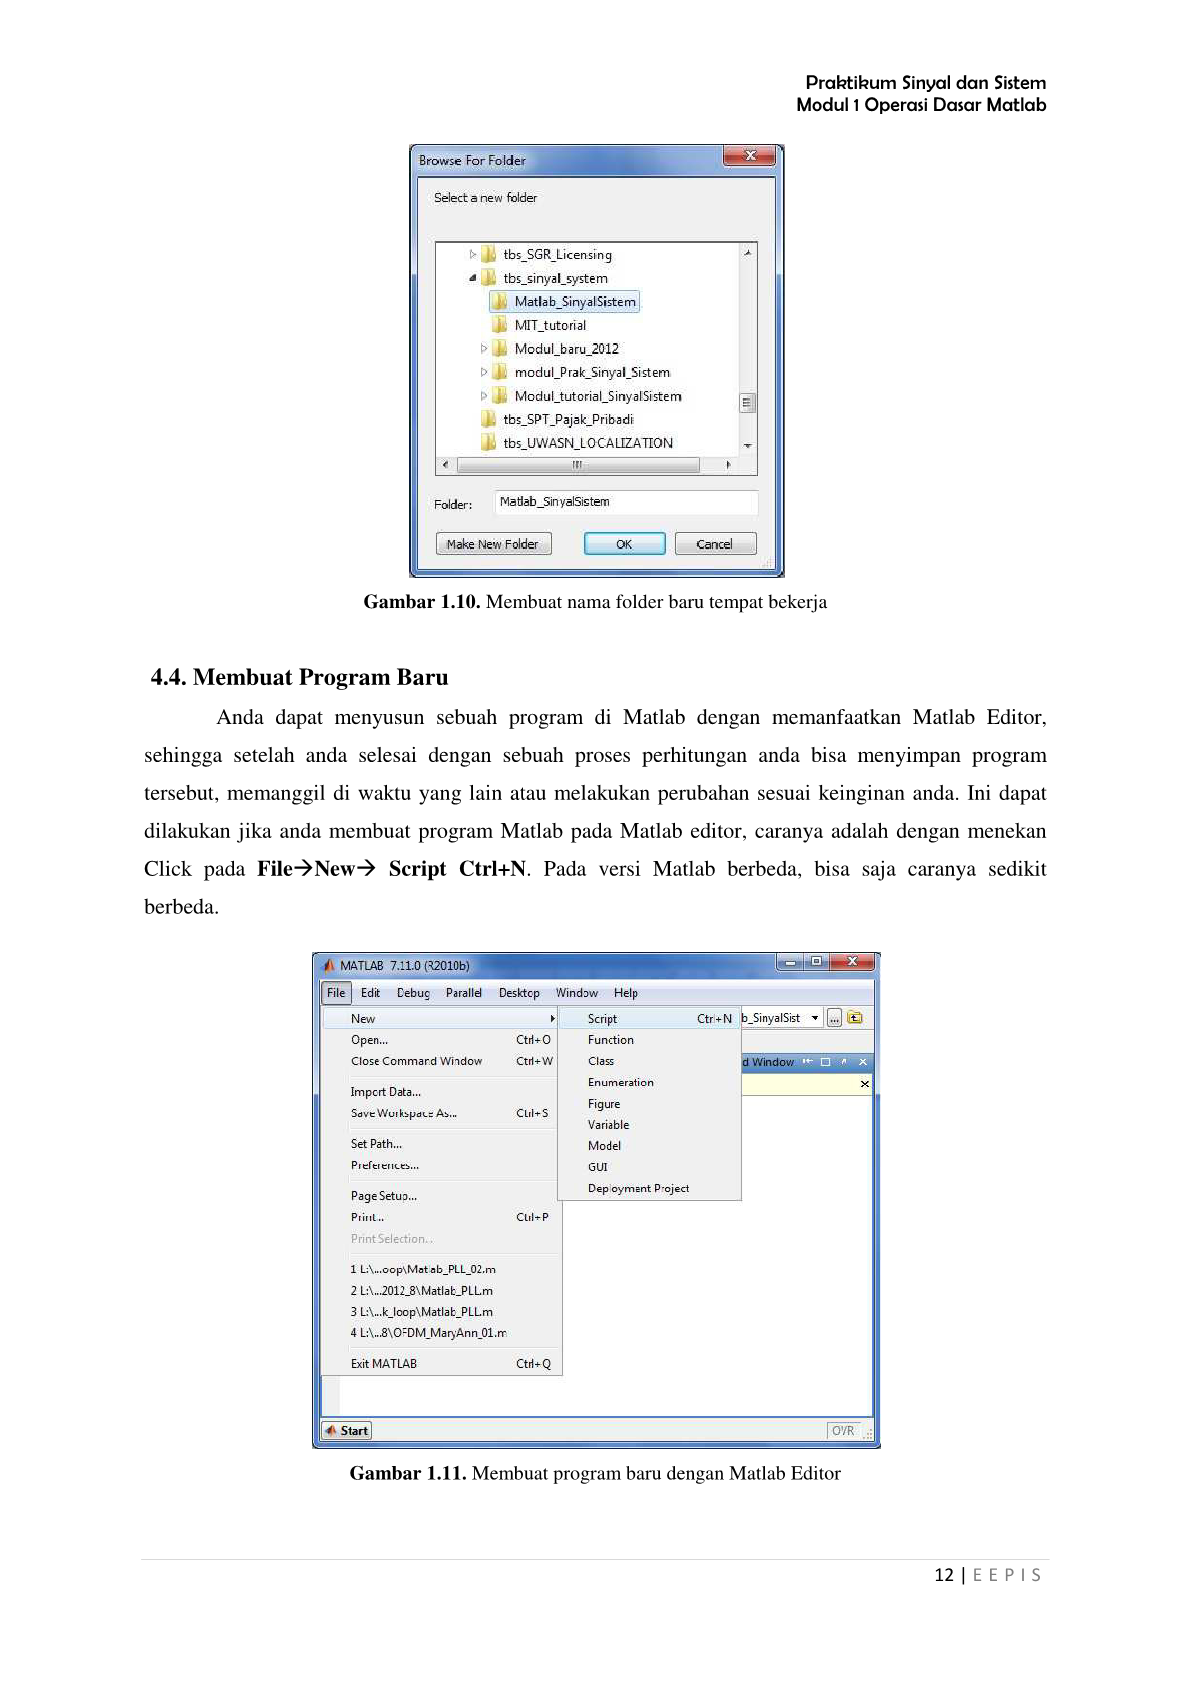 Praktikum Sinyal dan Sistem
Modul 1 Operasi Dasar Matlab
Browse For Folder
Select a new folder
tbs_SGR_Licensing
tbs_sinyal_system
Matlab_SinyalSistem
MIT_tutorial
Modul_baru_2012
modul_Prak_Sinyal_Sistem
Modul_tutorial_SinyalSistem
tbs_SPT_Pajak_Pribadi
tbs_UWASN_LOCALIZATION
Folder: Matlab_SinyalSistem
Make New Folder OK Cancel
Gambar 1.10. Membuat nama folder baru tempat bekerja
4.4. Membuat Program Baru
Anda dapat menyusun sebuah program di Matlab dengan memanfaatkan Matlab Editor,
sehingga setelah anda selesai dengan sebuah proses perhitungan anda bisa menyimpan program
tersebut, memanggil di waktu yang lain atau melakukan perubahan sesuai keinginan anda. Ini dapat
dilakukan jika anda membuat program Matlab pada Matlab editor, caranya adalah dengan menekan
Click pada File→New→ Script Ctrl+N. Pada versi Matlab berbeda, bisa saja caranya sedikit
berbeda.
MATLAB 7.11.0 (R2010b)
File Edit Debug Parallel Desktop Window Help
New
Open... Ctrl+O
Close Command Window Ctrl+W
Import Data...
Save Workspace As... Ctrl+S
Set Path...
Preferences...
Page Setup...
Print... Ctrl+P
Print Selection...
1 L:\...oop\Matlab_PLL_02.m
2 L:\...2012_8\Matlab_PLL.m
3 L:\...k_loop\Matlab_PLL.m
4 L:\...8\OFDM_MaryAnn_01.m
Exit MATLAB Ctrl+Q
Script Ctrl+N
Function
Class
Enumeration
Figure
Variable
Model
GUI
Deployment Project
b_SinyalSist ...
d Window
Start
OVR
Gambar 1.11. Membuat program baru dengan Matlab Editor
12 | E E P I S